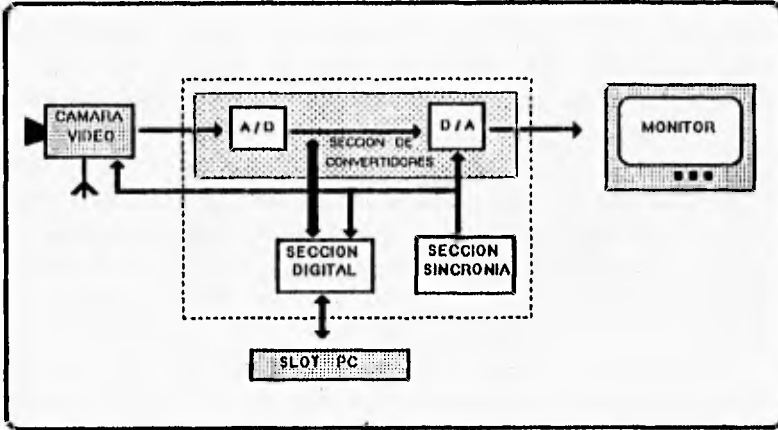 CAMARA
VIDEO
A/D
D/A
SECCION DE
CONVERTIDORES
MONITOR
SECCION
DIGITAL
SECCION
SINCRONIA
SLOT PC